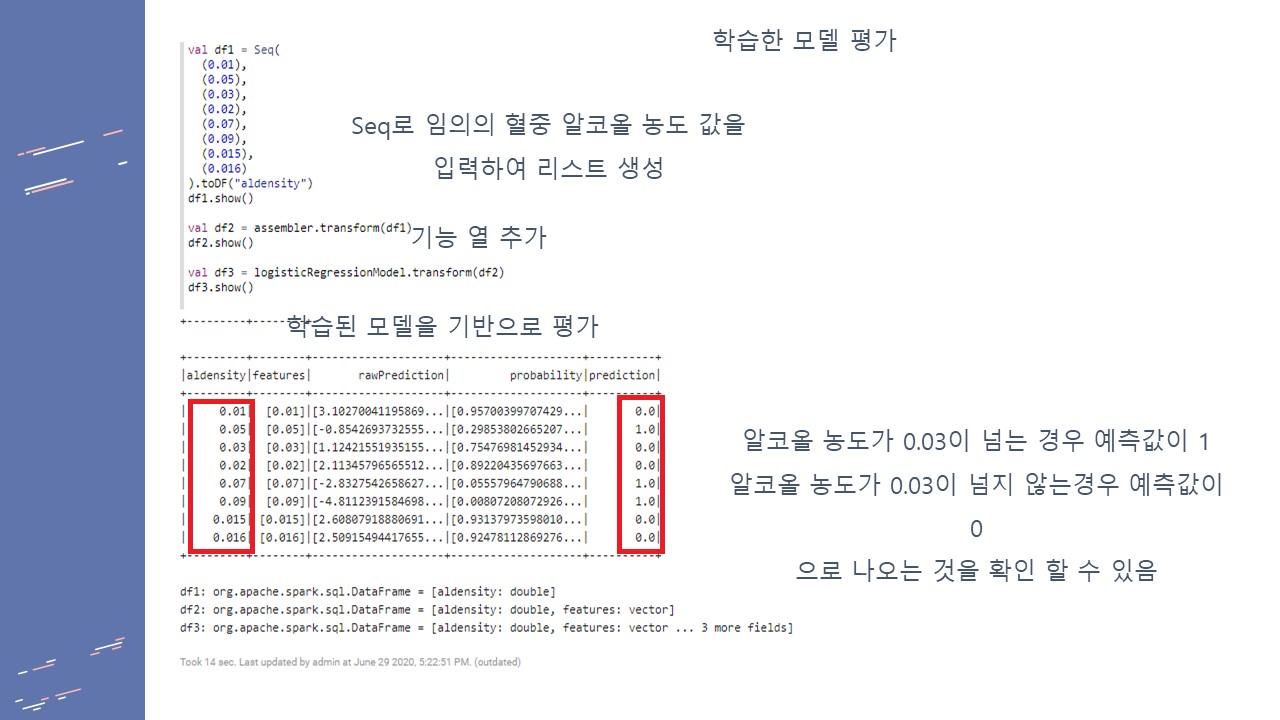 학습한 모델 평가
val df1 = Seq(
(0.01),
(0.05),
(0.03),
(0.02),
(0.07),
(0.09),
(0.015),
(0.016)
).toDF("aldensity")
df1.show()
Seq로 임의의 혈중 알코올 농도 값을
입력하여 리스트 생성
val df2 = assembler.transform(df1)
df2.show()
기능 열 추가
val df3 = logisticRegressionModel.transform(df2)
df3.show()
학습된 모델을 기반으로 평가
+---------+--------+
+---------+--------+--------------------+--------------------+----------+
|aldensity|features|       rawPrediction|         probability|prediction|
+---------+--------+--------------------+--------------------+----------+
|     0.01|  [0.01]|[3.10270041195869...|[0.95700399707429...|       0.0|
|     0.05|  [0.05]|[-0.8542693732555...|[0.29853802665207...|       1.0|
|     0.03|  [0.03]|[1.12421551935155...|[0.75476981452934...|       0.0|
|     0.02|  [0.02]|[2.11345796565512...|[0.89220435697663...|       0.0|
|     0.07|  [0.07]|[-2.8327542658627...|[0.05557964790688...|       1.0|
|     0.09|  [0.09]|[-4.8112391584698...|[0.00807208072926...|       1.0|
|    0.015| [0.015]|[2.60807918880691...|[0.93137973598010...|       0.0|
|    0.016| [0.016]|[2.50915494417655...|[0.92478112869276...|       0.0|
+---------+--------+--------------------+--------------------+----------+
알코올 농도가 0.03이 넘는 경우 예측값이 1
알코올 농도가 0.03이 넘지 않는경우 예측값이
0
으로 나오는 것을 확인 할 수 있음
df1: org.apache.spark.sql.DataFrame = [aldensity: double]
df2: org.apache.spark.sql.DataFrame = [aldensity: double, features: vector]
df3: org.apache.spark.sql.DataFrame = [aldensity: double, features: vector ... 3 more fields]
Took 14 sec. Last updated by admin at June 29 2020, 5:22:51 PM. (outdated)